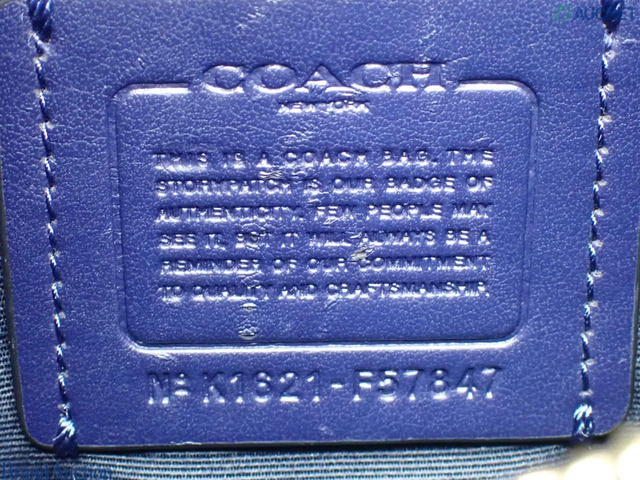 COACH
NEW YORK
THIS IS A COACH BAG. THE
STORYPATCH IS OUR BADGE OF
AUTHENTICITY. FEW PEOPLE MAY
SEE IT, BUT IT WILL ALWAYS BE A
REMINDER OF OUR COMMITMENT
TO QUALITY AND CRAFTSMANSHIP.
Nº K1621-F57847